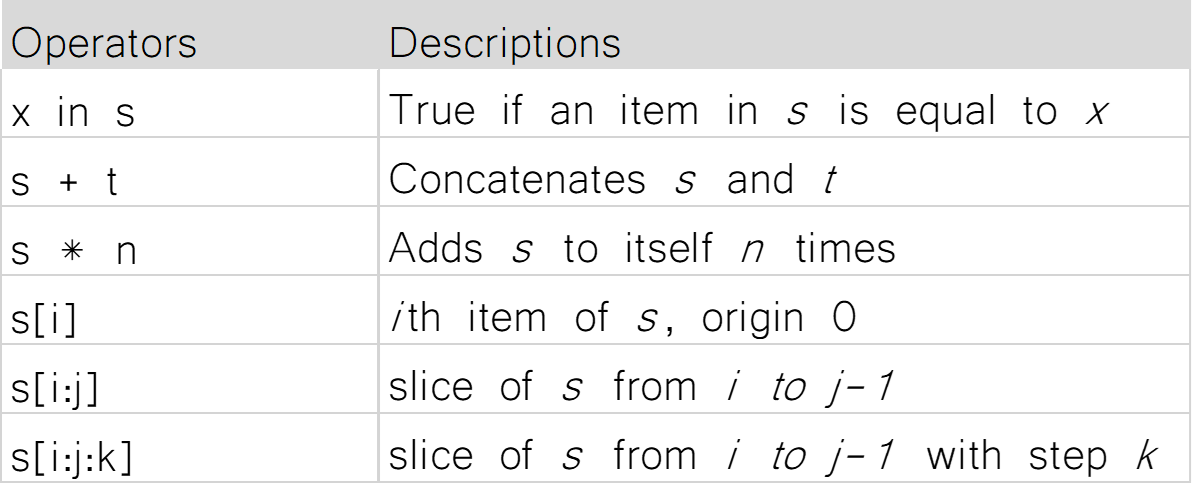 Operators Descriptions
x in s True if an item in s is equal to x
s + t Concatenates s and t
s * n Adds s to itself n times
s[i] ith item of s, origin 0
s[i:j] slice of s from i to j-1
s[i:j:k] slice of s from i to j-1 with step k